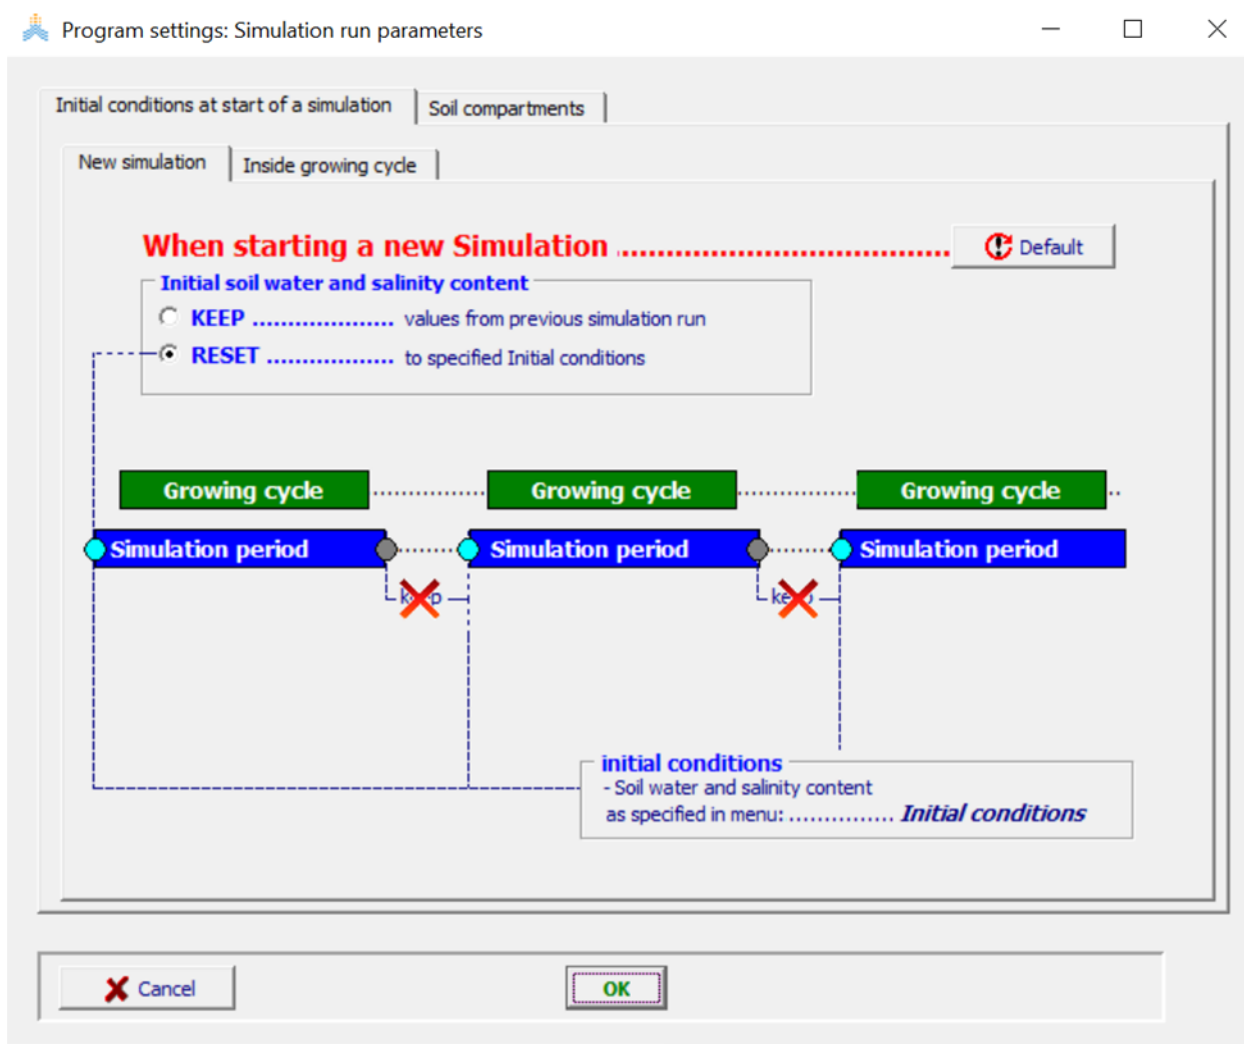 Program settings: Simulation run parameters
Initial conditions at start of a simulation
Soil compartments
New simulation
Inside growing cycle
When starting a new Simulation ....................................... Default
Initial soil water and salinity content
KEEP .................... values from previous simulation run
RESET .................. to specified Initial conditions
Growing cycle ................ Growing cycle ................. Growing cycle ..
Simulation period ........ Simulation period ........ Simulation period
initial conditions
- Soil water and salinity content
as specified in menu: ............... Initial conditions
Cancel
OK